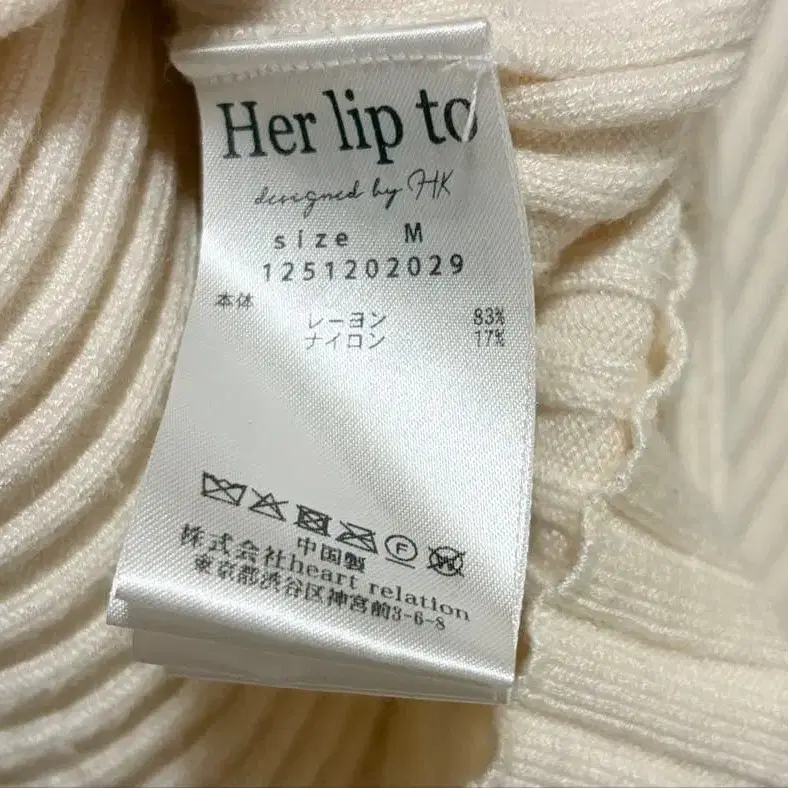 Her lip to
designed by HK
size M
1251202029
本体
レーヨン 83%
ナイロン 17%
F W
中国製
株式会社heart relation
東京都渋谷区神宮前3-6-8